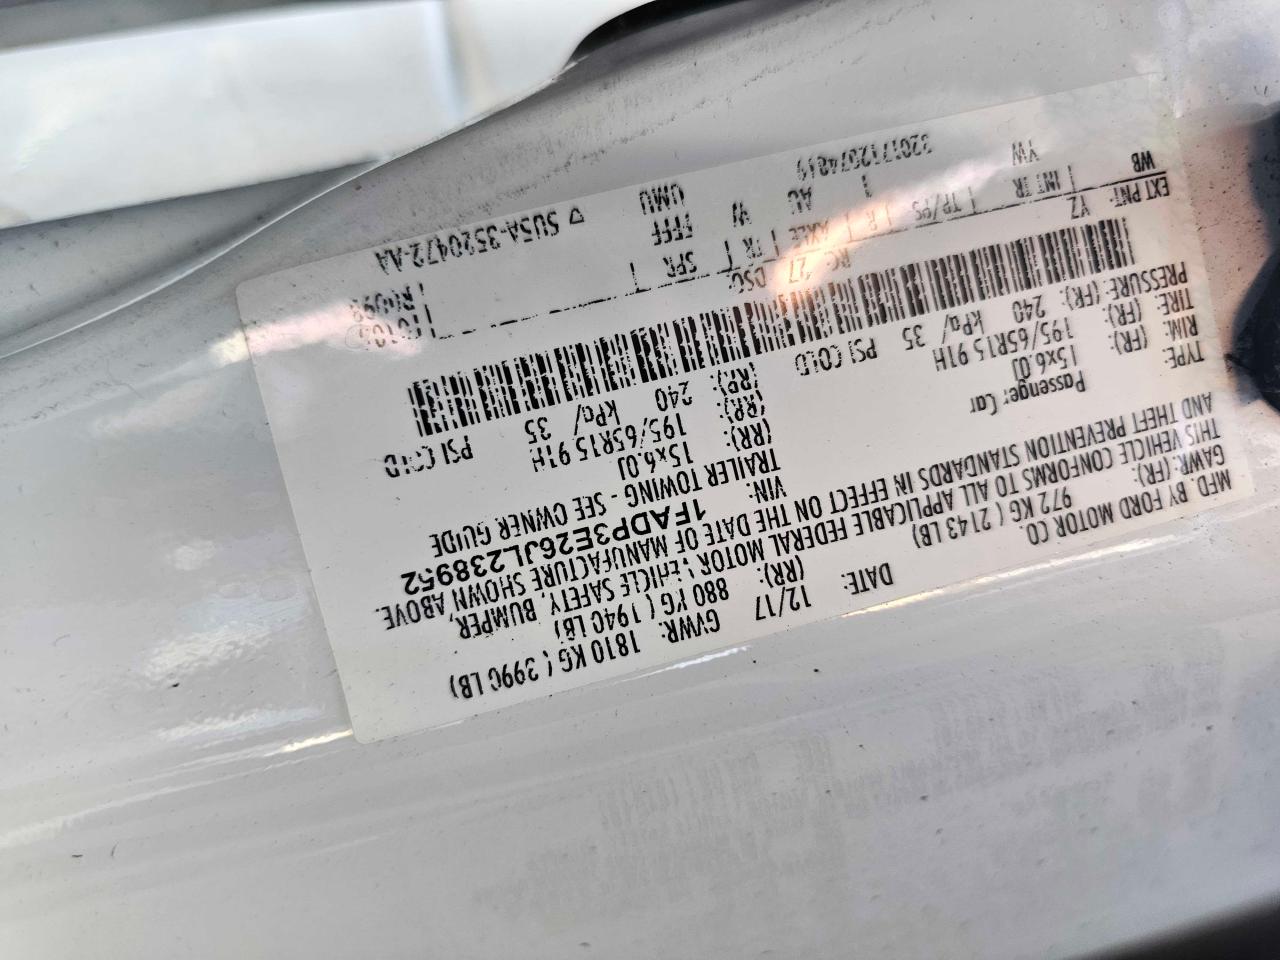 MFD. BY FORD MOTOR CO.
DATE: 12/17 GVWR: 1810 KG ( 3990 LB)
GAWR: (FR): 972 KG ( 2143 LB) (RR): 880 KG ( 1940 LB)
THIS VEHICLE CONFORMS TO ALL APPLICABLE FEDERAL MOTOR VEHICLE SAFETY, BUMPER,
AND THEFT PREVENTION STANDARDS IN EFFECT ON THE DATE OF MANUFACTURE SHOWN ABOVE.
VIN: 1FADP3E26JL238952
TYPE: Passenger Car TRAILER TOWING - SEE OWNER GUIDE
RIM: (FR): 15x6.0J (RR): 15x6.0J
TIRE: (FR): 195/65R15 91H (RR): 195/65R15 91H
PRESSURE: (FR): 240 kPa/ 35 PSI COLD (RR): 240 kPa/ 35 PSI COLD
EXT PNT: YZ RC: 27 DSO:
WB | INT TR | TP/PS | R | AXLE | TR | SPR
YW I AU W FFFF
3201712074819 UMU ▽ 5U5A-3520472-AA